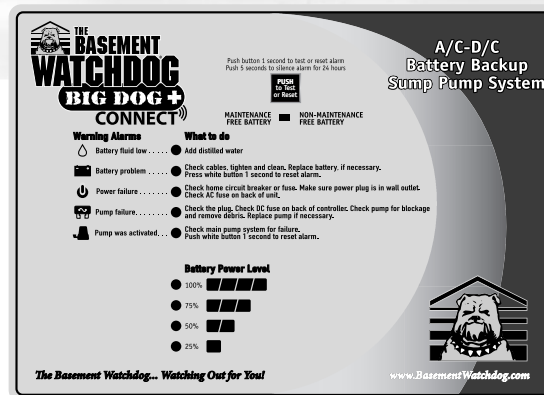 THE
BASEMENT
WATCHDOG
BIG DOG +
CONNECT
Push button 1 second to test or reset alarm
Push 5 seconds to silence alarm for 24 hours
PUSH
to Test
or Reset
MAINTENANCE
FREE BATTERY
NON-MAINTENANCE
FREE BATTERY
A/C-D/C
Battery Backup
Sump Pump System
Warning Alarms What to do
Battery fluid low . . . . . Add distilled water
Battery problem . . . . . Check cables, tighten and clean. Replace battery, if necessary.
Press white button 1 second to reset alarm.
Power failure . . . . . . . Check home circuit breaker or fuse. Make sure power plug is in wall outlet.
Check AC fuse on back of unit.
Pump failure. . . . . . . . Check the plug. Check DC fuse on back of controller. Check pump for blockage
and remove debris. Replace pump if necessary.
Pump was activated. . . Check main pump system for failure.
Push white button 1 second to reset alarm.
Battery Power Level
100%
75%
50%
25%
The Basement Watchdog... Watching Out for You!
www.BasementWatchdog.com